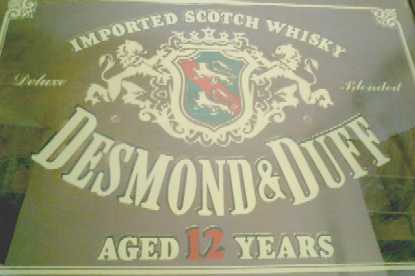 IMPORTED SCOTCH WHISKY
Deluxe
Blended
DESMOND & DUFF
AGED 12 YEARS